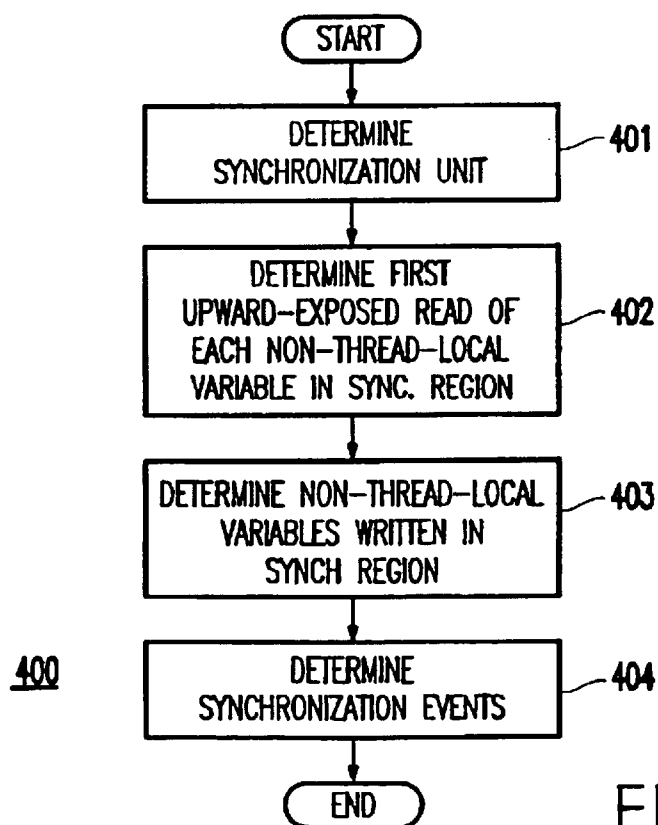 START
DETERMINE
SYNCHRONIZATION UNIT
401
DETERMINE FIRST
UPWARD-EXPOSED READ OF
EACH NON-THREAD-LOCAL
VARIABLE IN SYNC. REGION
402
DETERMINE NON-THREAD-LOCAL
VARIABLES WRITTEN IN
SYNCH REGION
403
400
DETERMINE
SYNCHRONIZATION EVENTS
404
END